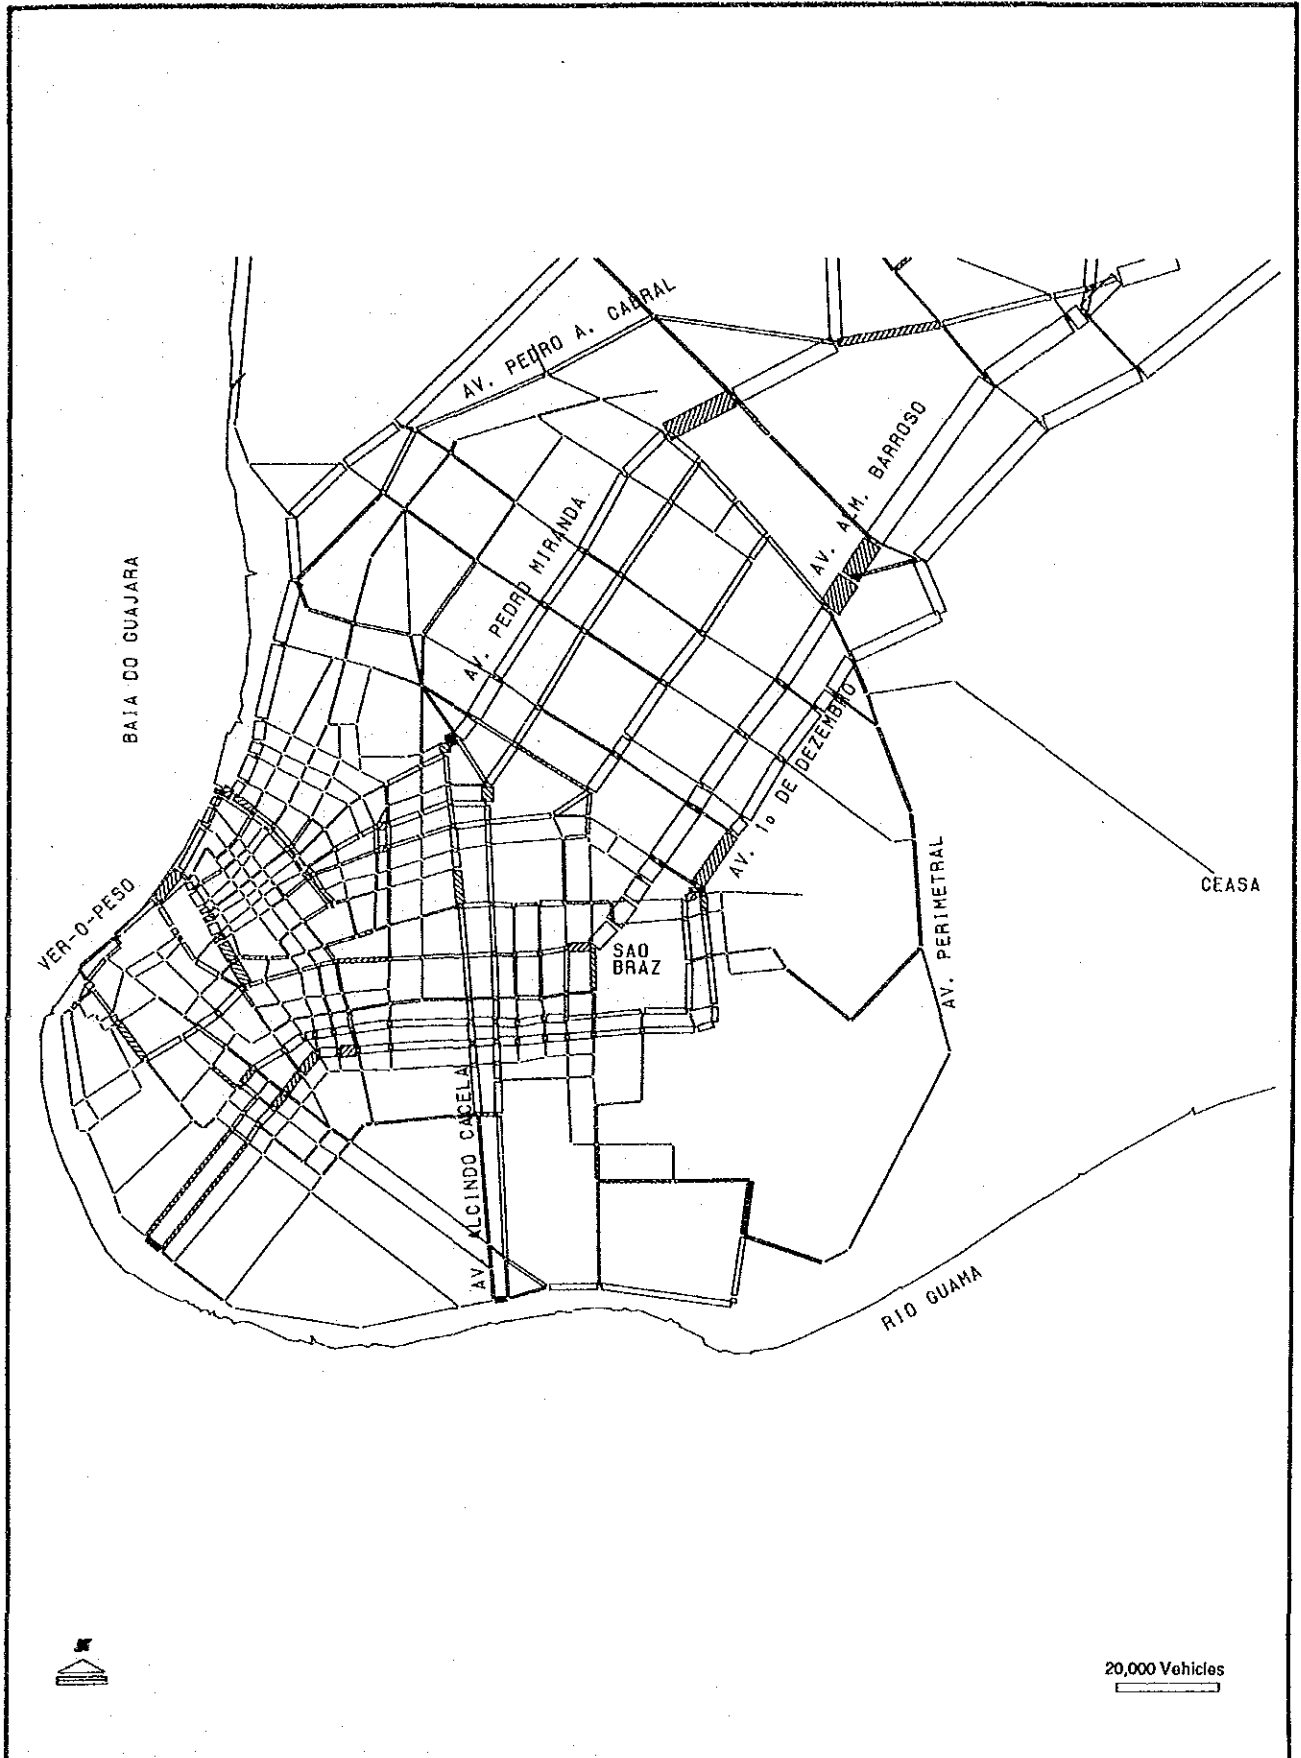 AV. PEDRO A. CABRAL
AV. ALM. BARROSO
AV. PEDRO MIRANDA
BAIA DO GUAJARA
AV. 1º DE DEZEMBRO
VER-O-PESO
CEASA
AV. PERIMETRAL
SAO
BRAZ
AV. ALCINDO CACELA
RIO GUAMA
20,000 Vehicles